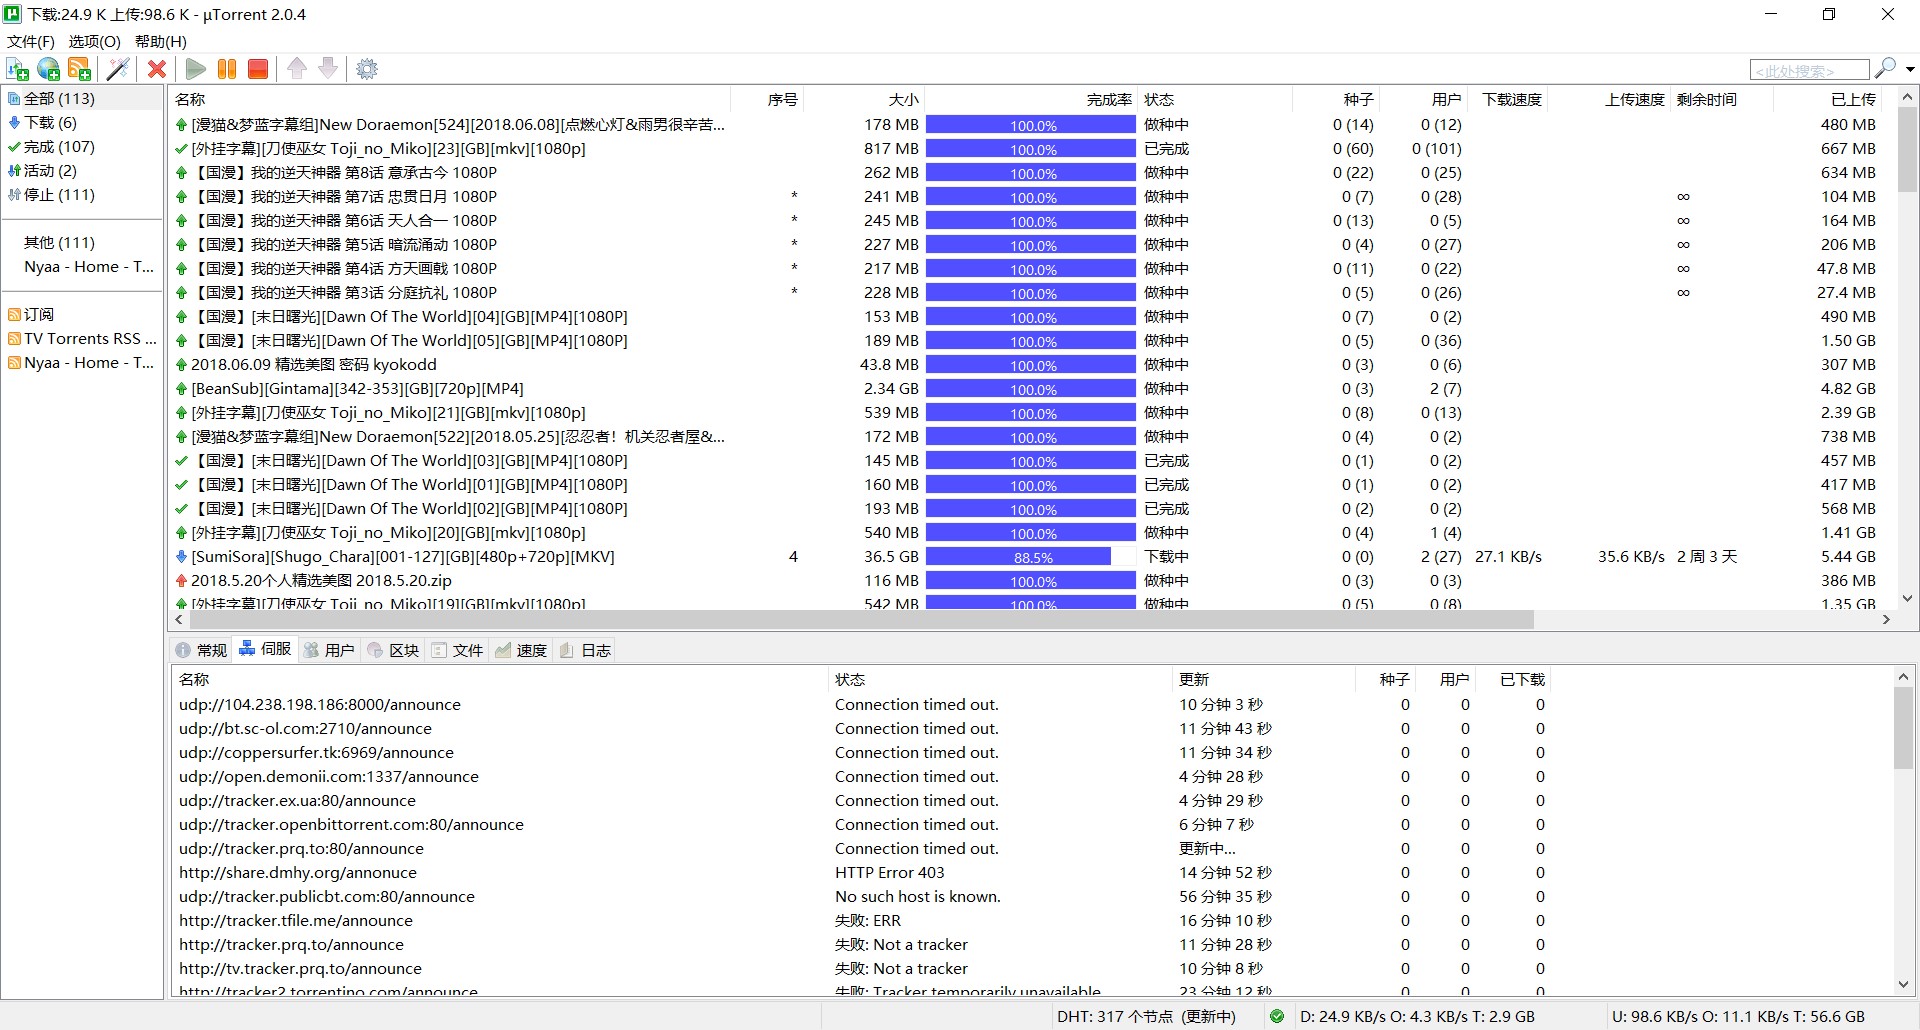 下载:24.9 K 上传:98.6 K - µTorrent 2.0.4
文件(F) 选项(O) 帮助(H)
<此处搜索>
全部 (113)
下载 (6)
完成 (107)
活动 (2)
停止 (111)
其他 (111)
Nyaa - Home - T...
订阅
TV Torrents RSS ...
Nyaa - Home - T...
名称 序号 大小 完成率 状态 种子 用户 下载速度 上传速度 剩余时间 已上传
[漫猫&梦蓝字幕组]New Doraemon[524][2018.06.08][点燃心灯&雨男很辛苦... 178 MB 100.0% 做种中 0 (14) 0 (12) 480 MB
[外挂字幕][刀使巫女 Toji_no_Miko][23][GB][mkv][1080p] 817 MB 100.0% 已完成 0 (60) 0 (101) 667 MB
【国漫】我的逆天神器 第8话 意承古今 1080P 262 MB 100.0% 做种中 0 (22) 0 (25) 634 MB
【国漫】我的逆天神器 第7话 忠贯日月 1080P * 241 MB 100.0% 做种中 0 (7) 0 (28) ∞ 104 MB
【国漫】我的逆天神器 第6话 天人合一 1080P * 245 MB 100.0% 做种中 0 (13) 0 (5) ∞ 164 MB
【国漫】我的逆天神器 第5话 暗流涌动 1080P * 227 MB 100.0% 做种中 0 (4) 0 (27) ∞ 206 MB
【国漫】我的逆天神器 第4话 方天画戟 1080P * 217 MB 100.0% 做种中 0 (11) 0 (22) ∞ 47.8 MB
【国漫】我的逆天神器 第3话 分庭抗礼 1080P * 228 MB 100.0% 做种中 0 (5) 0 (26) ∞ 27.4 MB
【国漫】[末日曙光][Dawn Of The World][04][GB][MP4][1080P] 153 MB 100.0% 做种中 0 (7) 0 (2) 490 MB
【国漫】[末日曙光][Dawn Of The World][05][GB][MP4][1080P] 189 MB 100.0% 做种中 0 (5) 0 (36) 1.50 GB
2018.06.09 精选美图 密码 kyokodd 43.8 MB 100.0% 做种中 0 (3) 0 (6) 307 MB
[BeanSub][Gintama][342-353][GB][720p][MP4] 2.34 GB 100.0% 做种中 0 (3) 2 (7) 4.82 GB
[外挂字幕][刀使巫女 Toji_no_Miko][21][GB][mkv][1080p] 539 MB 100.0% 做种中 0 (8) 0 (13) 2.39 GB
[漫猫&梦蓝字幕组]New Doraemon[522][2018.05.25][忍忍者！机关忍者屋&... 172 MB 100.0% 做种中 0 (4) 0 (2) 738 MB
【国漫】[末日曙光][Dawn Of The World][03][GB][MP4][1080P] 145 MB 100.0% 已完成 0 (1) 0 (2) 457 MB
【国漫】[末日曙光][Dawn Of The World][01][GB][MP4][1080P] 160 MB 100.0% 已完成 0 (1) 0 (2) 417 MB
【国漫】[末日曙光][Dawn Of The World][02][GB][MP4][1080P] 193 MB 100.0% 已完成 0 (2) 0 (2) 568 MB
[外挂字幕][刀使巫女 Toji_no_Miko][20][GB][mkv][1080p] 540 MB 100.0% 做种中 0 (4) 1 (4) 1.41 GB
[SumiSora][Shugo_Chara][001-127][GB][480p+720p][MKV] 4 36.5 GB 88.5% 下载中 0 (0) 2 (27) 27.1 KB/s 35.6 KB/s 2 周 3 天 5.44 GB
2018.5.20个人精选美图 2018.5.20.zip 116 MB 100.0% 做种中 0 (3) 0 (3) 386 MB
[外挂字幕][刀使巫女 Toji_no_Miko][19][GB][mkv][1080p] 542 MB 100.0% 做种中 0 (5) 0 (8) 1.35 GB
常规 伺服 用户 区块 文件 速度 日志
名称 状态 更新 种子 用户 已下载
udp://104.238.198.186:8000/announce Connection timed out. 10 分钟 3 秒 0 0 0
udp://bt.sc-ol.com:2710/announce Connection timed out. 11 分钟 43 秒 0 0 0
udp://coppersurfer.tk:6969/announce Connection timed out. 11 分钟 34 秒 0 0 0
udp://open.demonii.com:1337/announce Connection timed out. 4 分钟 28 秒 0 0 0
udp://tracker.ex.ua:80/announce Connection timed out. 4 分钟 29 秒 0 0 0
udp://tracker.openbittorrent.com:80/announce Connection timed out. 6 分钟 7 秒 0 0 0
udp://tracker.prq.to:80/announce Connection timed out. 更新中... 0 0 0
http://share.dmhy.org/annonuce HTTP Error 403 14 分钟 52 秒 0 0 0
udp://tracker.publicbt.com:80/announce No such host is known. 56 分钟 35 秒 0 0 0
http://tracker.tfile.me/announce 失败: ERR 16 分钟 10 秒 0 0 0
http://tracker.prq.to/announce 失败: Not a tracker 11 分钟 28 秒 0 0 0
http://tv.tracker.prq.to/announce 失败: Not a tracker 10 分钟 8 秒 0 0 0
http://tracker2.torrentino.com/announce 失败: Tracker temporarily unavailable 23 分钟 12 秒 0 0 0
DHT: 317 个节点 (更新中) D: 24.9 KB/s O: 4.3 KB/s T: 2.9 GB U: 98.6 KB/s O: 11.1 KB/s T: 56.6 GB